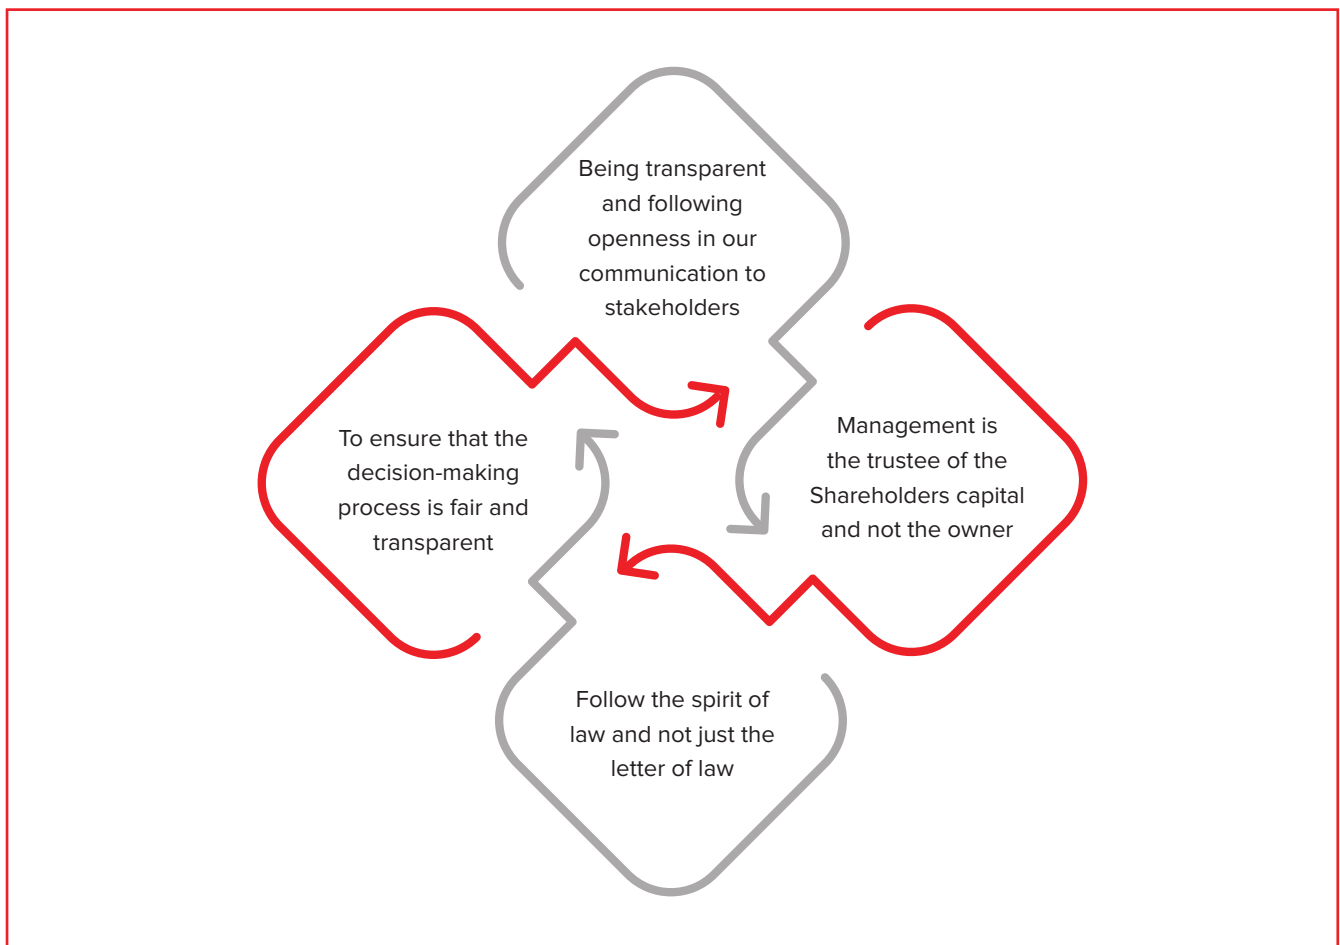 Being transparent
and following
openness in our
communication to
stakeholders
To ensure that the
decision-making
process is fair and
transparent
Management is
the trustee of the
Shareholders capital
and not the owner
Follow the spirit of
law and not just the
letter of law